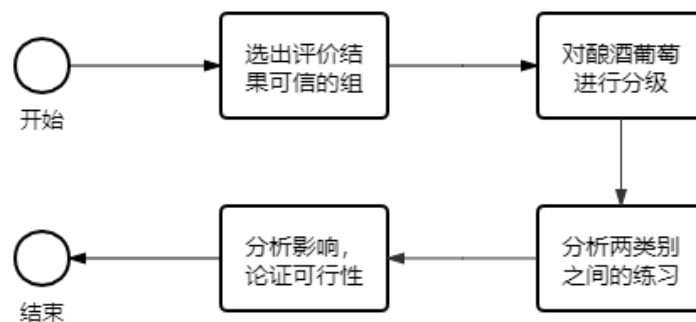 开始
选出评价结
果可信的组
对酿酒葡萄
进行分级
分析两类别
之间的练习
分析影响，
论证可行性
结束